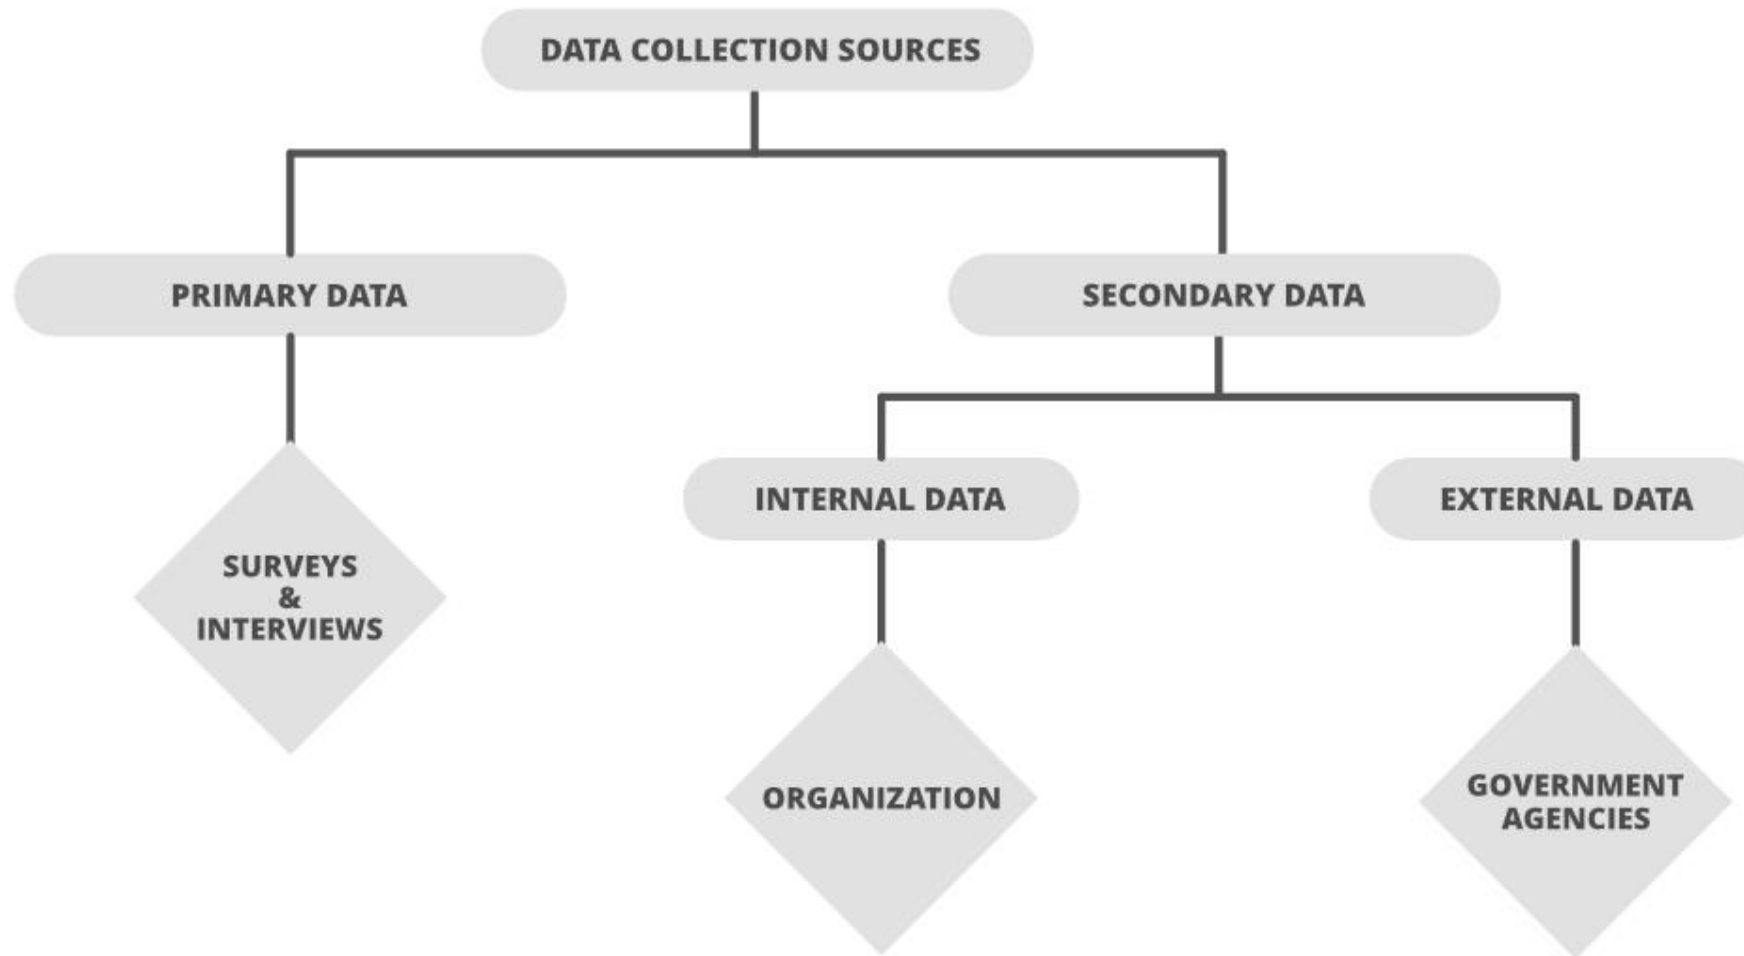 DATA COLLECTION SOURCES
PRIMARY DATA
SECONDARY DATA
INTERNAL DATA
EXTERNAL DATA
SURVEYS
&
INTERVIEWS
ORGANIZATION
GOVERNMENT
AGENCIES